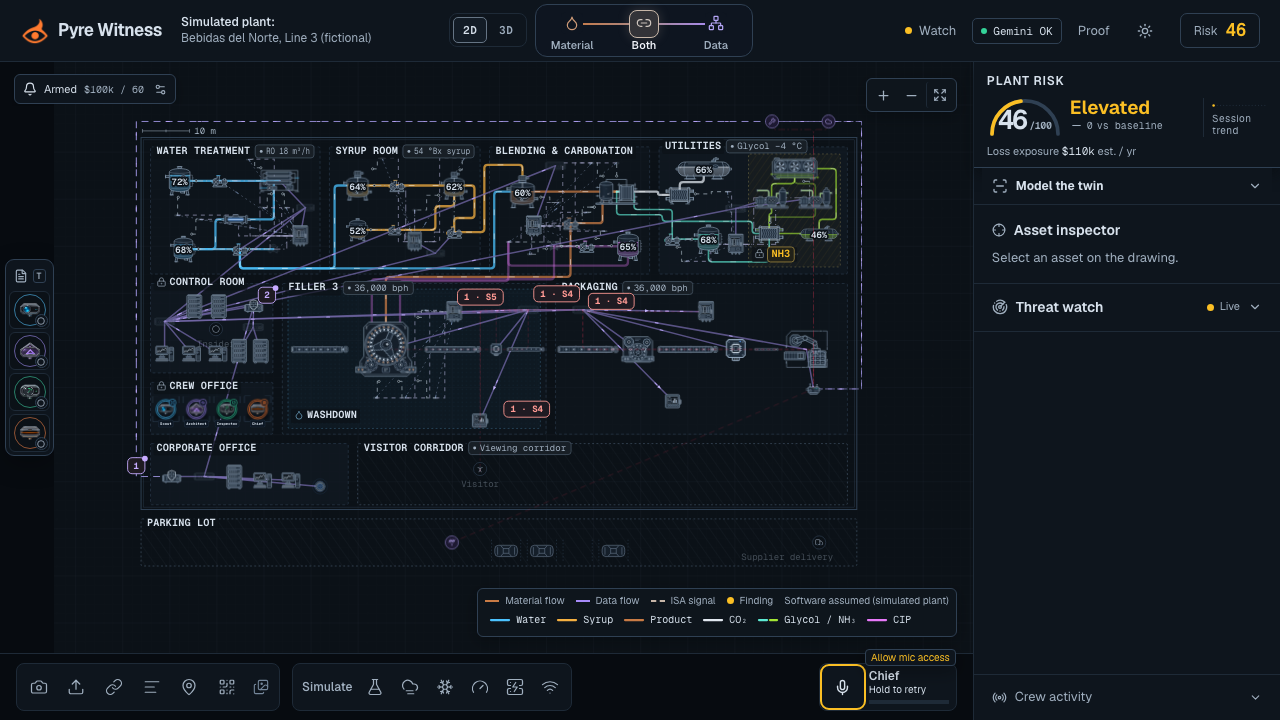 Pyre Witness
Simulated plant:
Bebidas del Norte, Line 3 (fictional)
2D
3D
Material
Both
Data
Watch
Gemini OK
Proof
Risk 46
Armed $100k / 60
10 m
WATER TREATMENT
RO 18 m³/h
SYRUP ROOM
54 °Bx syrup
BLENDING & CARBONATION
UTILITIES
Glycol −4 °C
72%
68%
64%
62%
52%
60%
65%
66%
68%
46%
NH3
CONTROL ROOM
2
FILLER 3
36,000 bph
PACKAGING
36,000 bph
1 · S5
1 · S4
1 · S4
1 · S4
WASHDOWN
CREW OFFICE
Scout
Architect
Inspector
Chief
CORPORATE OFFICE
1
VISITOR CORRIDOR
Viewing corridor
Visitor
PARKING LOT
Supplier delivery
T
Material flow
Data flow
ISA signal
Finding
Software assumed (simulated plant)
Water
Syrup
Product
CO₂
Glycol / NH₃
CIP
Simulate
Allow mic access
Chief
Hold to retry
PLANT RISK
46 /100
Elevated
— 0 vs baseline
Session
trend
Loss exposure $110k est. / yr
Model the twin
Asset inspector
Select an asset on the drawing.
Threat watch
Live
Crew activity